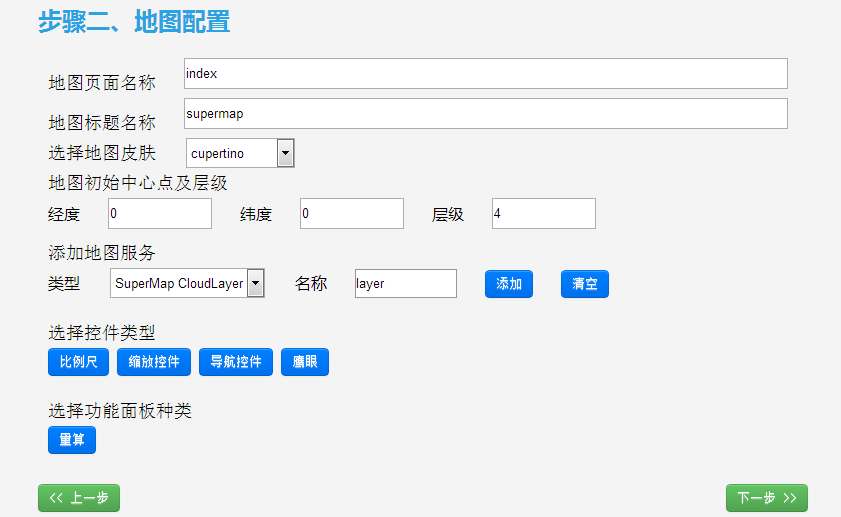 步骤二、地图配置
地图页面名称 index
地图标题名称 supermap
选择地图皮肤 cupertino
地图初始中心点及层级
经度 0 纬度 0 层级 4
添加地图服务
类型 SuperMap CloudLayer 名称 layer 添加 清空
选择控件类型
比例尺 缩放控件 导航控件 鹰眼
选择功能面板种类
量算
<< 上一步 下一步 >>